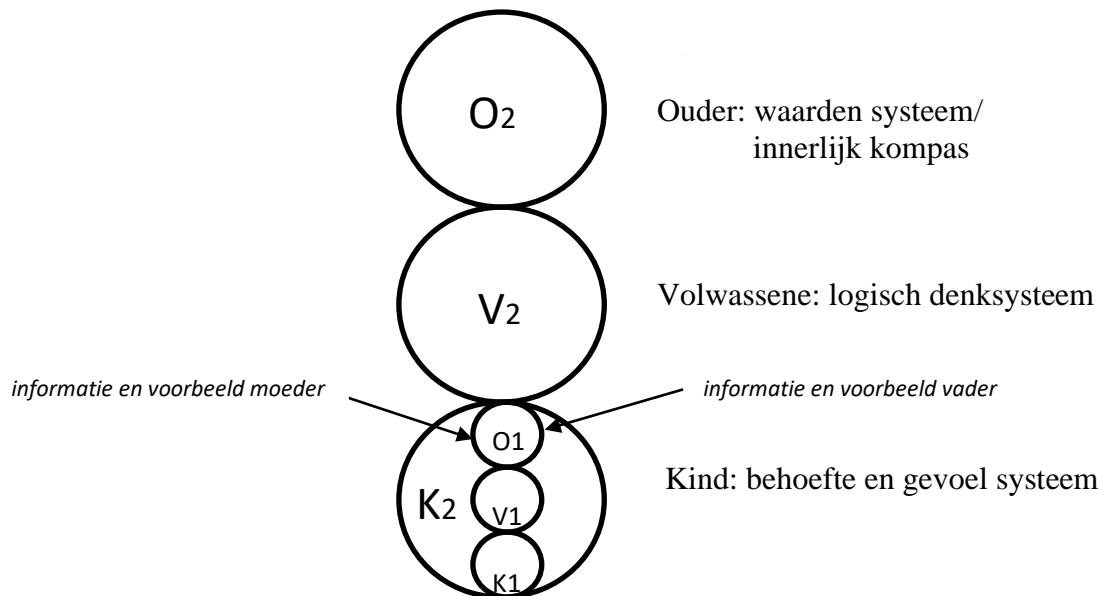 O2
Ouder: waarden systeem/
innerlijk kompas
V2
Volwassene: logisch denksysteem
informatie en voorbeeld moeder
informatie en voorbeeld vader
O1
K2
Kind: behoefte en gevoel systeem
V1
K1